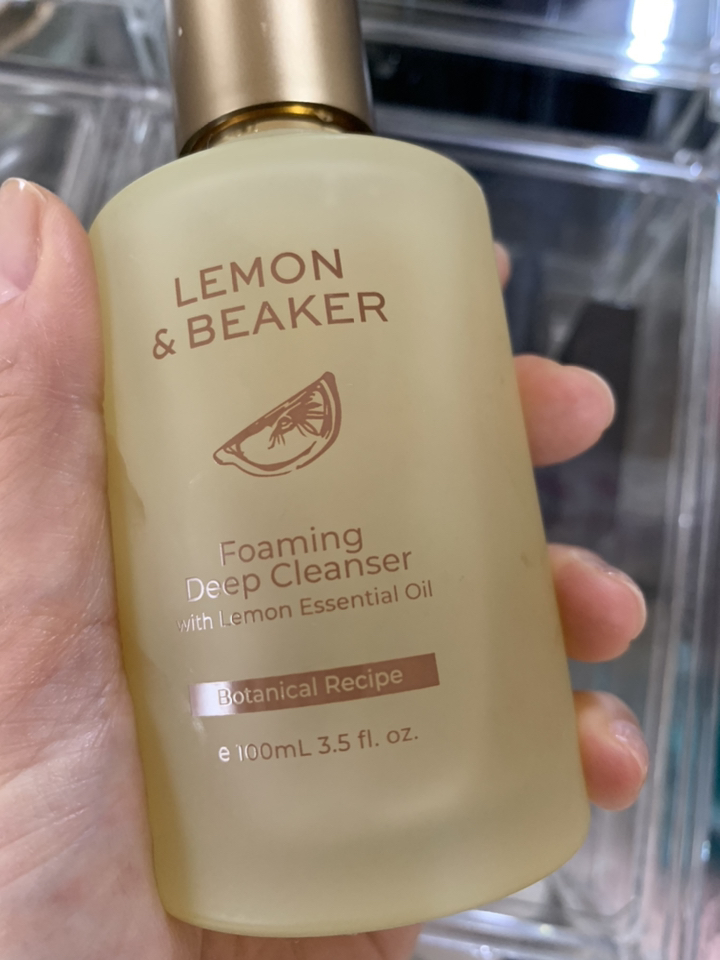 LEMON
& BEAKER
Foaming
Deep Cleanser
with Lemon Essential Oil
Botanical Recipe
e 100mL 3.5 fl. oz.